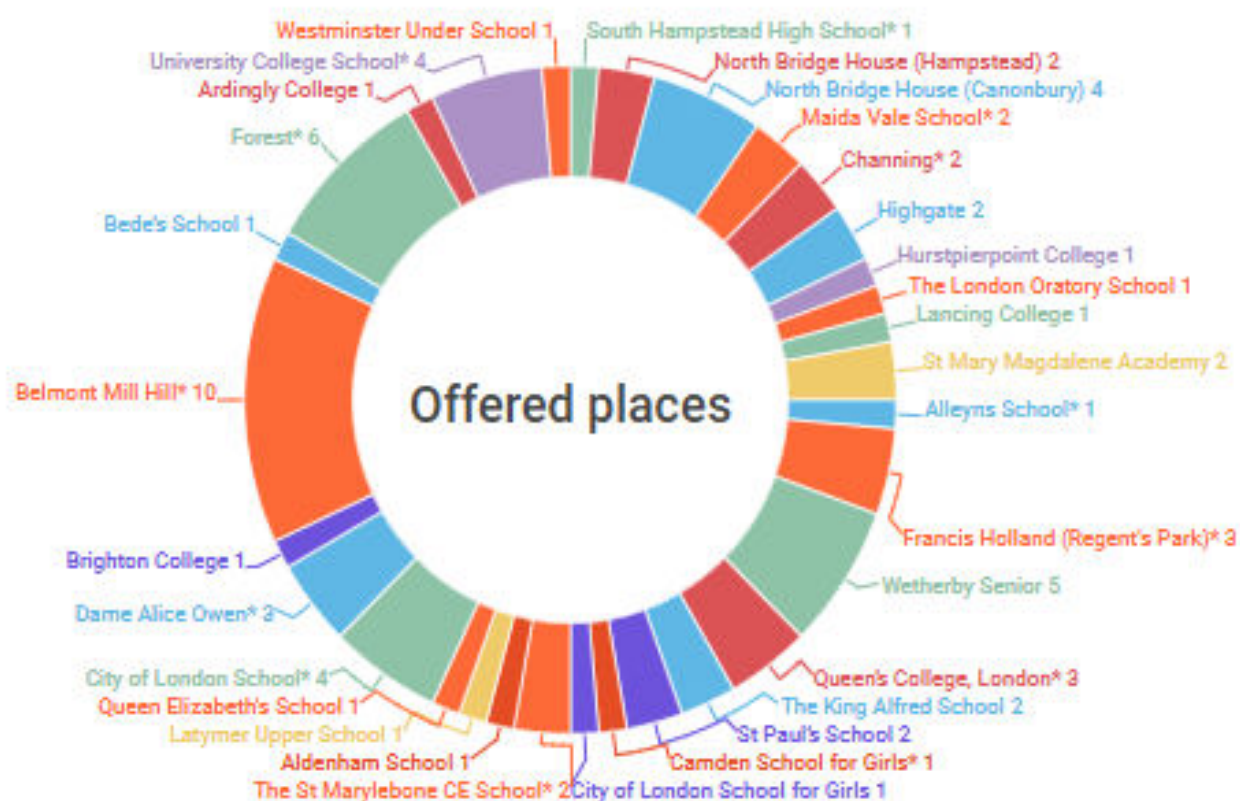 South Hampstead High School* 1
North Bridge House (Hampstead) 2
North Bridge House (Canonbury) 4
Maida Vale School* 2
Channing* 2
Highgate 2
Hurstpierpoint College 1
The London Oratory School 1
Lancing College 1
St Mary Magdalene Academy 2
Alleyns School* 1
Francis Holland (Regent's Park)* 3
Wetherby Senior 5
Queen's College, London* 3
The King Alfred School 2
St Paul's School 2
Camden School for Girls* 1
City of London School for Girls 1
The St Marylebone CE School* 2
Aldenham School 1
Latymer Upper School 1
Queen Elizabeth's School 1
City of London School* 4
Dame Alice Owen* 3
Brighton College 1
Belmont Mill Hill* 10
Bede's School 1
Forest* 6
Ardingly College 1
University College School* 4
Westminster Under School 1
Offered places